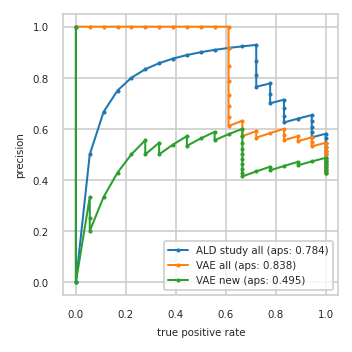 1.0
0.8
0.6
0.4
0.2
0.0
precision
ALD study all (aps: 0.784)
VAE all (aps: 0.838)
VAE new (aps: 0.495)
0.0 0.2 0.4 0.6 0.8 1.0
true positive rate